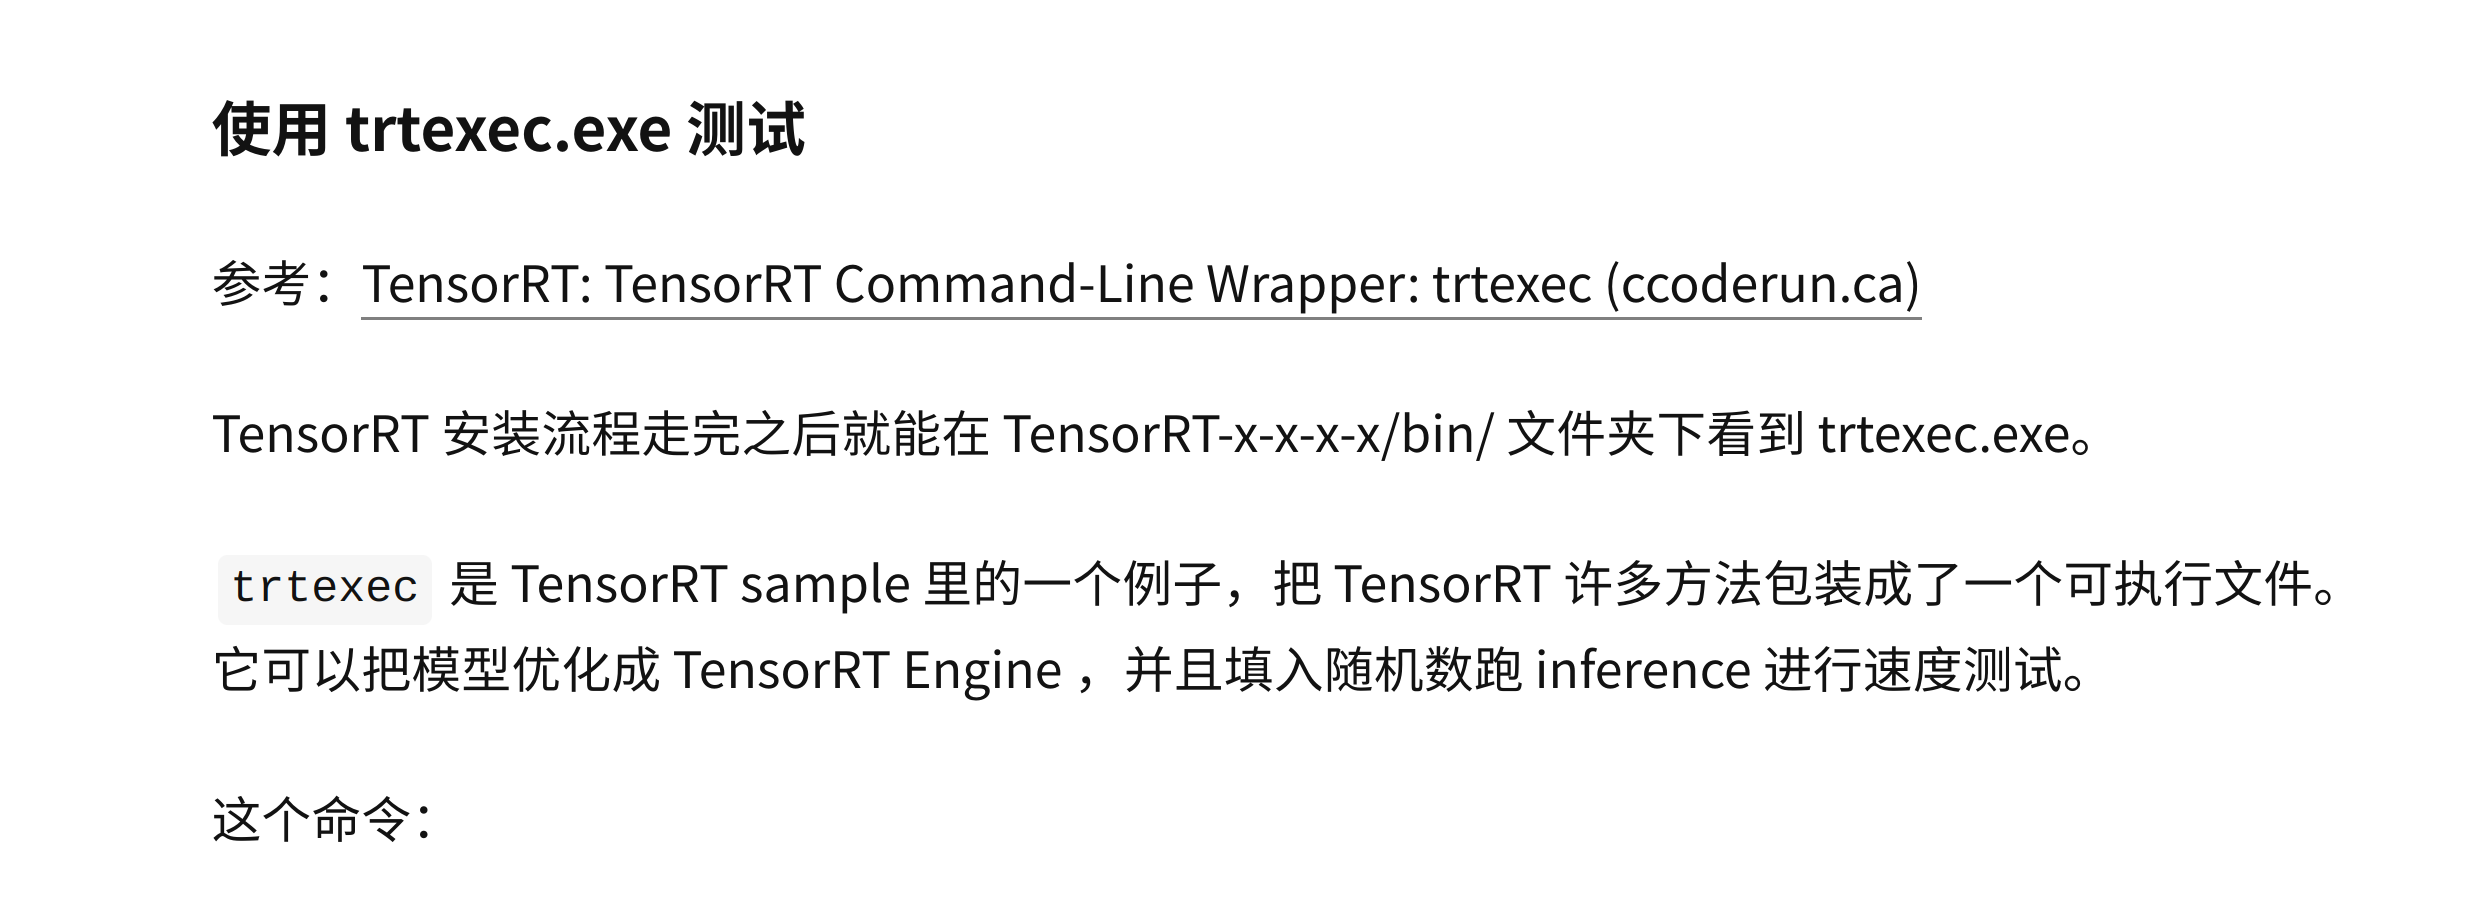 使用 trtexec.exe 测试
参考：TensorRT: TensorRT Command-Line Wrapper: trtexec (ccoderun.ca)
TensorRT 安装流程走完之后就能在 TensorRT-x-x-x-x/bin/ 文件夹下看到 trtexec.exe。
trtexec 是 TensorRT sample 里的一个例子，把 TensorRT 许多方法包装成了一个可执行文件。
它可以把模型优化成 TensorRT Engine ，并且填入随机数跑 inference 进行速度测试。
这个命令：